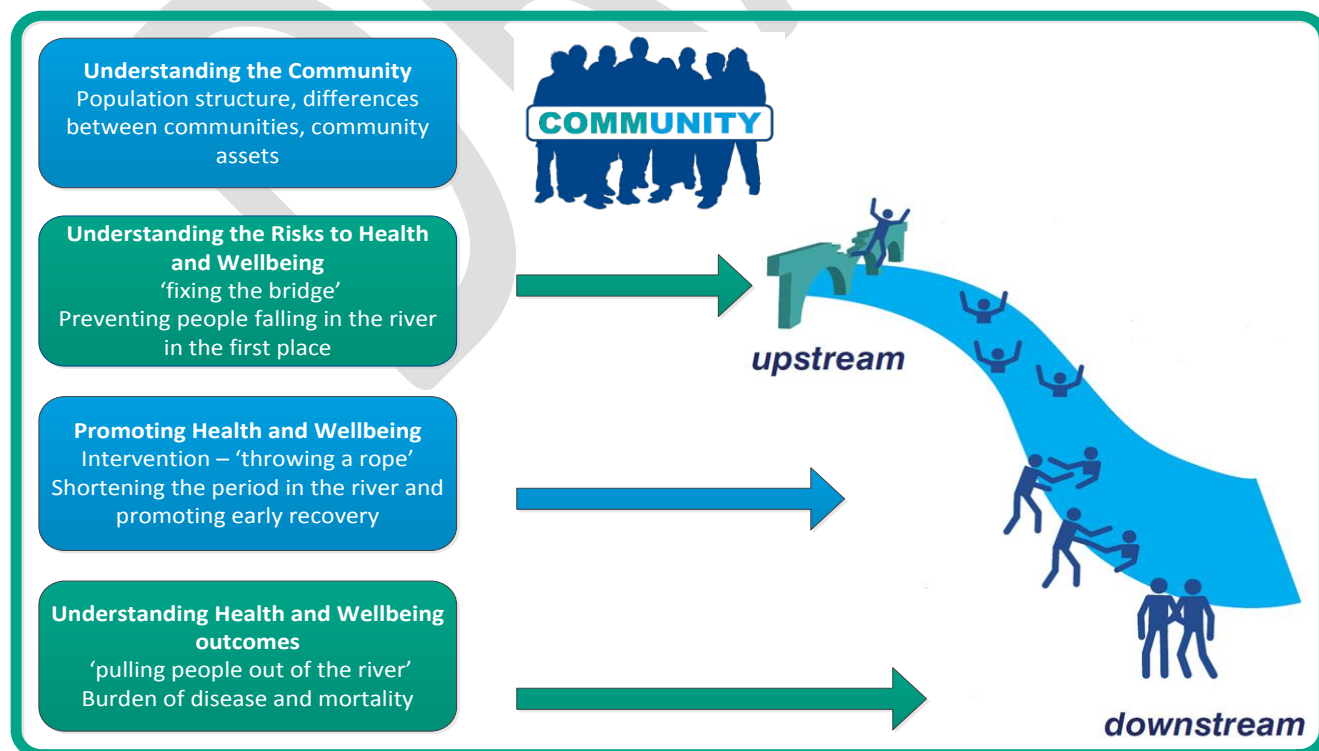 Understanding the Community
Population structure, differences
between communities, community
assets
COMMUNITY
Understanding the Risks to Health
and Wellbeing
‘fixing the bridge’
Preventing people falling in the river
in the first place
upstream
Promoting Health and Wellbeing
Intervention – ‘throwing a rope’
Shortening the period in the river and
promoting early recovery
Understanding Health and Wellbeing
outcomes
‘pulling people out of the river’
Burden of disease and mortality
downstream